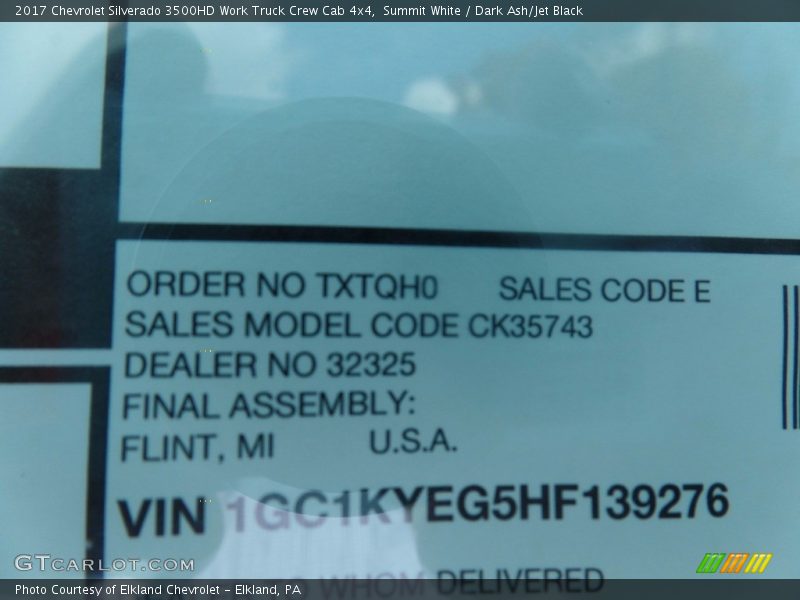 2017 Chevrolet Silverado 3500HD Work Truck Crew Cab 4x4, Summit White / Dark Ash/Jet Black
ORDER NO TXTQH0 SALES CODE E
SALES MODEL CODE CK35743
DEALER NO 32325
FINAL ASSEMBLY:
FLINT, MI U.S.A.
VIN 1GC1KYEG5HF139276
WHOM DELIVERED
GTcarlot.com
Photo Courtesy of Elkland Chevrolet - Elkland, PA